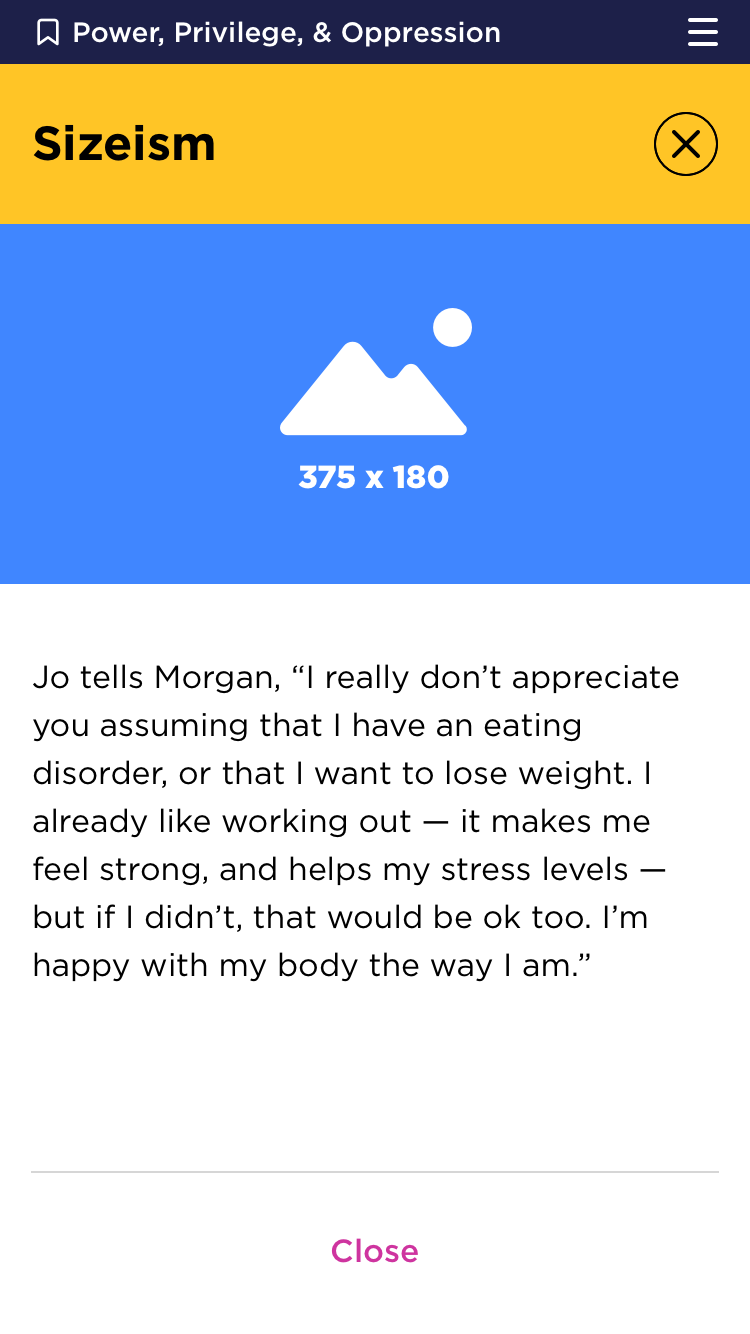 Power, Privilege, & Oppression
Sizeism
375 x 180
Jo tells Morgan, “I really don’t appreciate
you assuming that I have an eating
disorder, or that I want to lose weight. I
already like working out — it makes me
feel strong, and helps my stress levels —
but if I didn’t, that would be ok too. I’m
happy with my body the way I am.”
Close